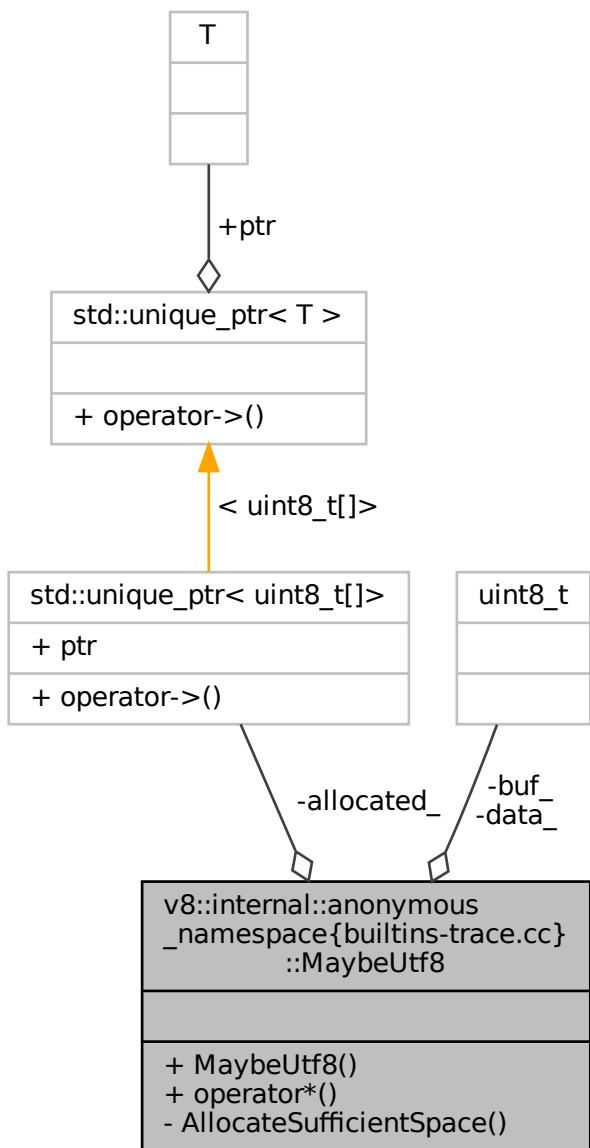 T
+ptr
std::unique_ptr< T >
+ operator->()
< uint8_t[]>
std::unique_ptr< uint8_t[]>
+ ptr
+ operator->()
uint8_t
-allocated_
-buf_
-data_
v8::internal::anonymous
_namespace{builtins-trace.cc}
::MaybeUtf8
+ MaybeUtf8()
+ operator*()
- AllocateSufficientSpace()